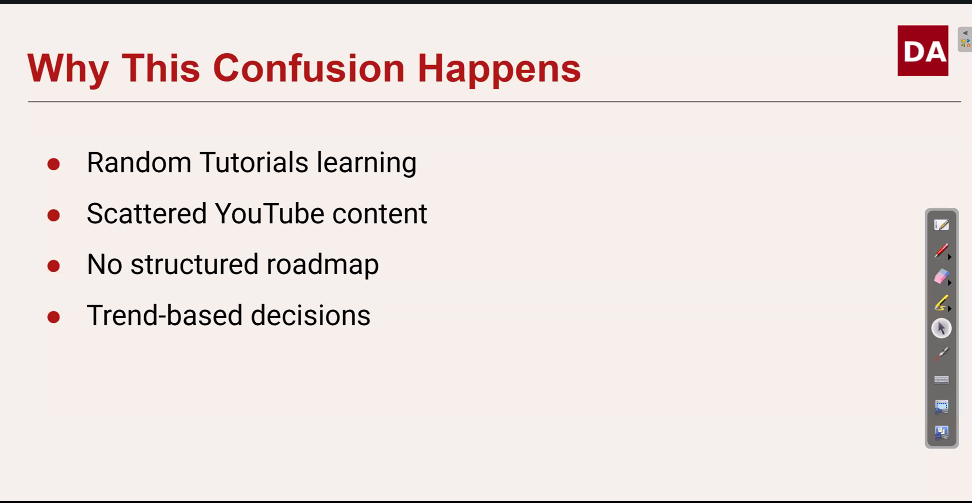 Why This Confusion Happens
DA
● Random Tutorials learning
● Scattered YouTube content
● No structured roadmap
● Trend-based decisions